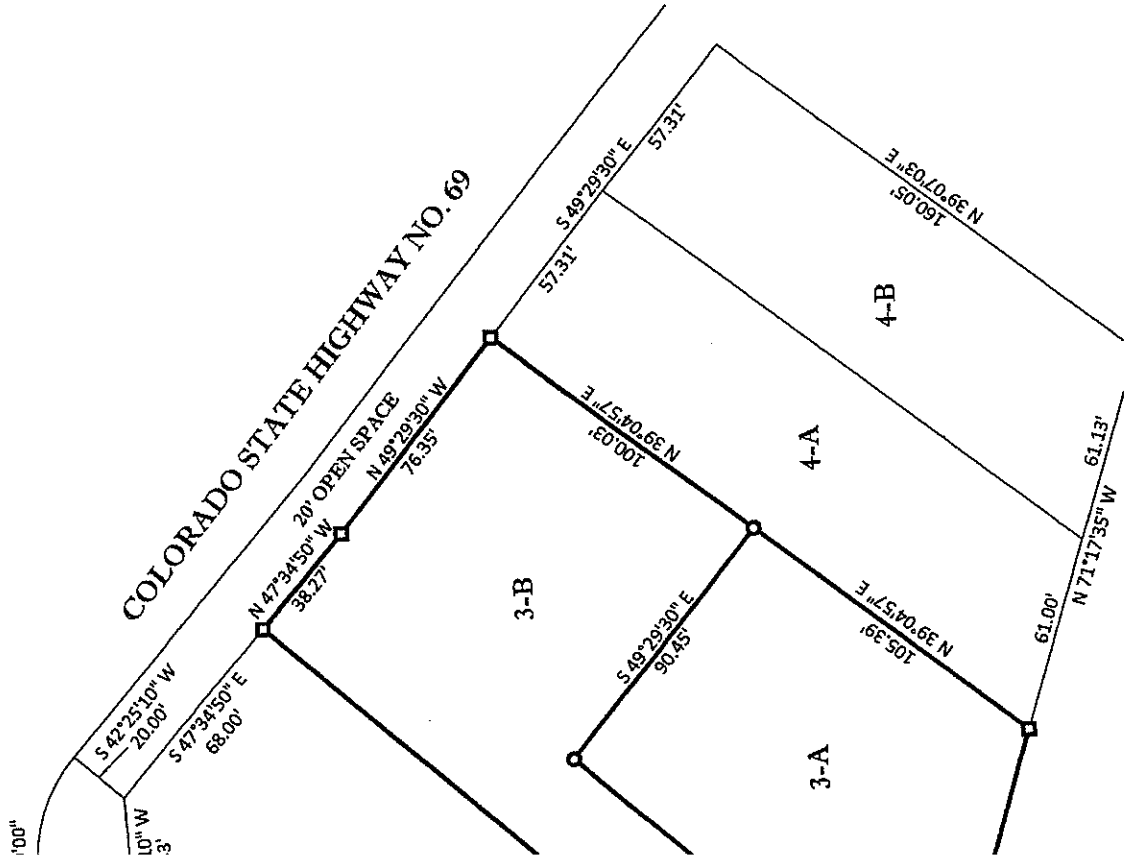 '00"
COLORADO STATE HIGHWAY NO. 69
S 42°25'10" W
20.00'
S 47°34'50" E
68.00'
10" W
3'
20' OPEN SPACE
N 47°34'50" W
38.27'
N 49°29'30" W
76.35'
S 49°29'30" E
57.31'
57.31'
N 39°07'03" E
160.05'
4-B
N 39°04'57" E
100.03'
4-A
3-B
S 49°29'30" E
90.45'
N 39°04'57" E
105.39'
3-A
61.00'
N 71°17'35" W
61.13'